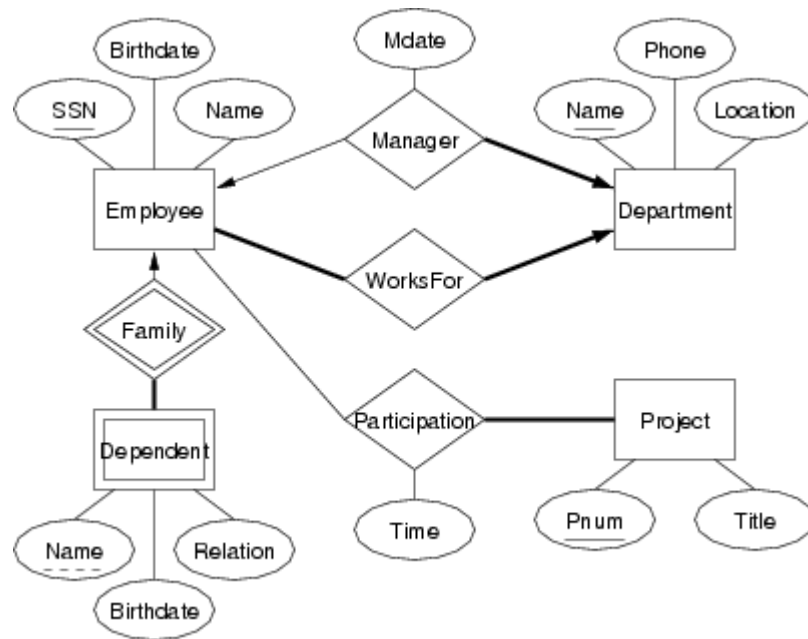 Birthdate
Mdate
Phone
SSN
Name
Name
Location
Manager
Employee
Department
WorksFor
Family
Dependent
Participation
Project
Name
Relation
Time
Pnum
Title
Birthdate